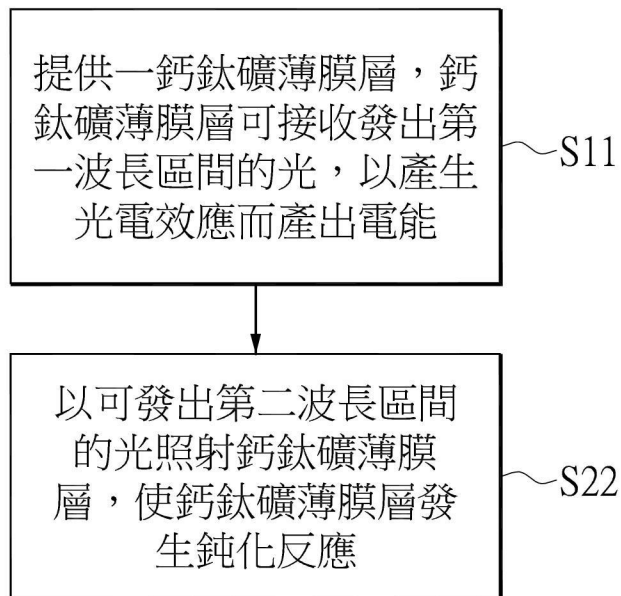 提供一鈣鈦礦薄膜層，鈣
鈦礦薄膜層可接收發出第
一波長區間的光，以產生
光電效應而產出電能
S11
以可發出第二波長區間
的光照射鈣鈦礦薄膜
層，使鈣鈦礦薄膜層發
生鈍化反應
S22